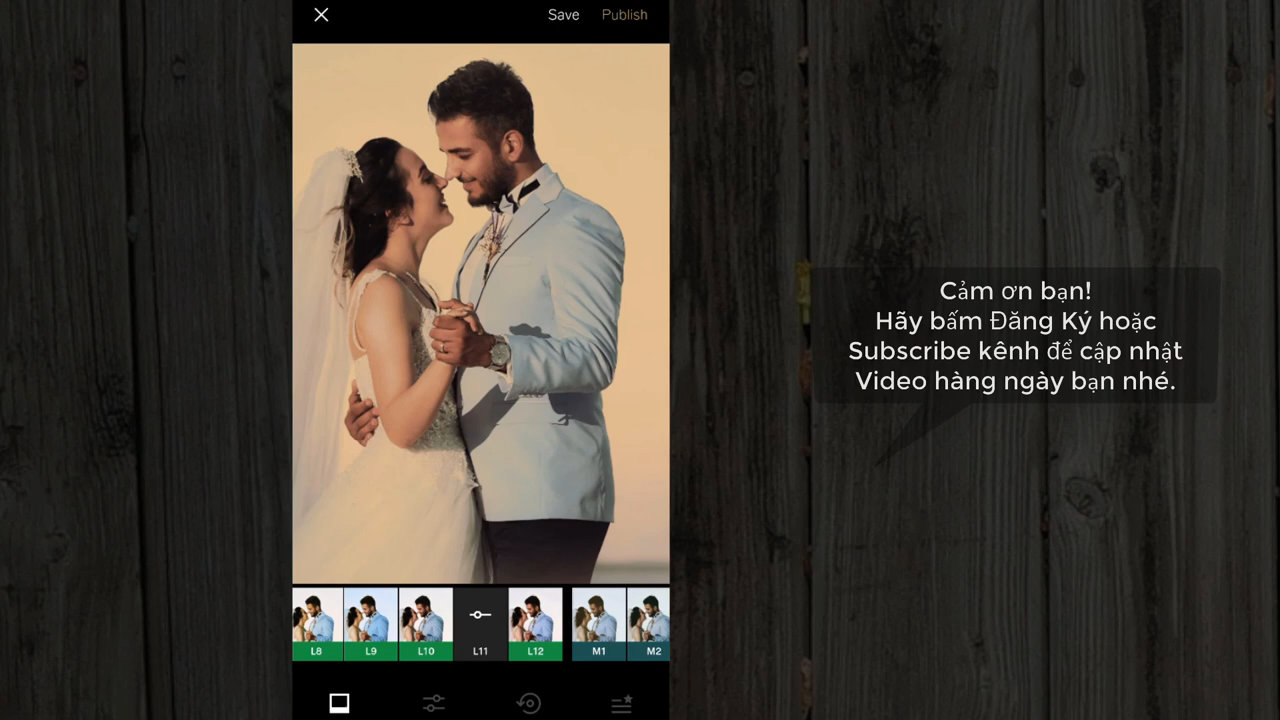 Save Publish
Cảm ơn bạn!
Hãy bấm Đăng Ký hoặc
Subscribe kênh để cập nhật
Video hàng ngày bạn nhé.
L8 L9 L10 L11 L12 M1 M2